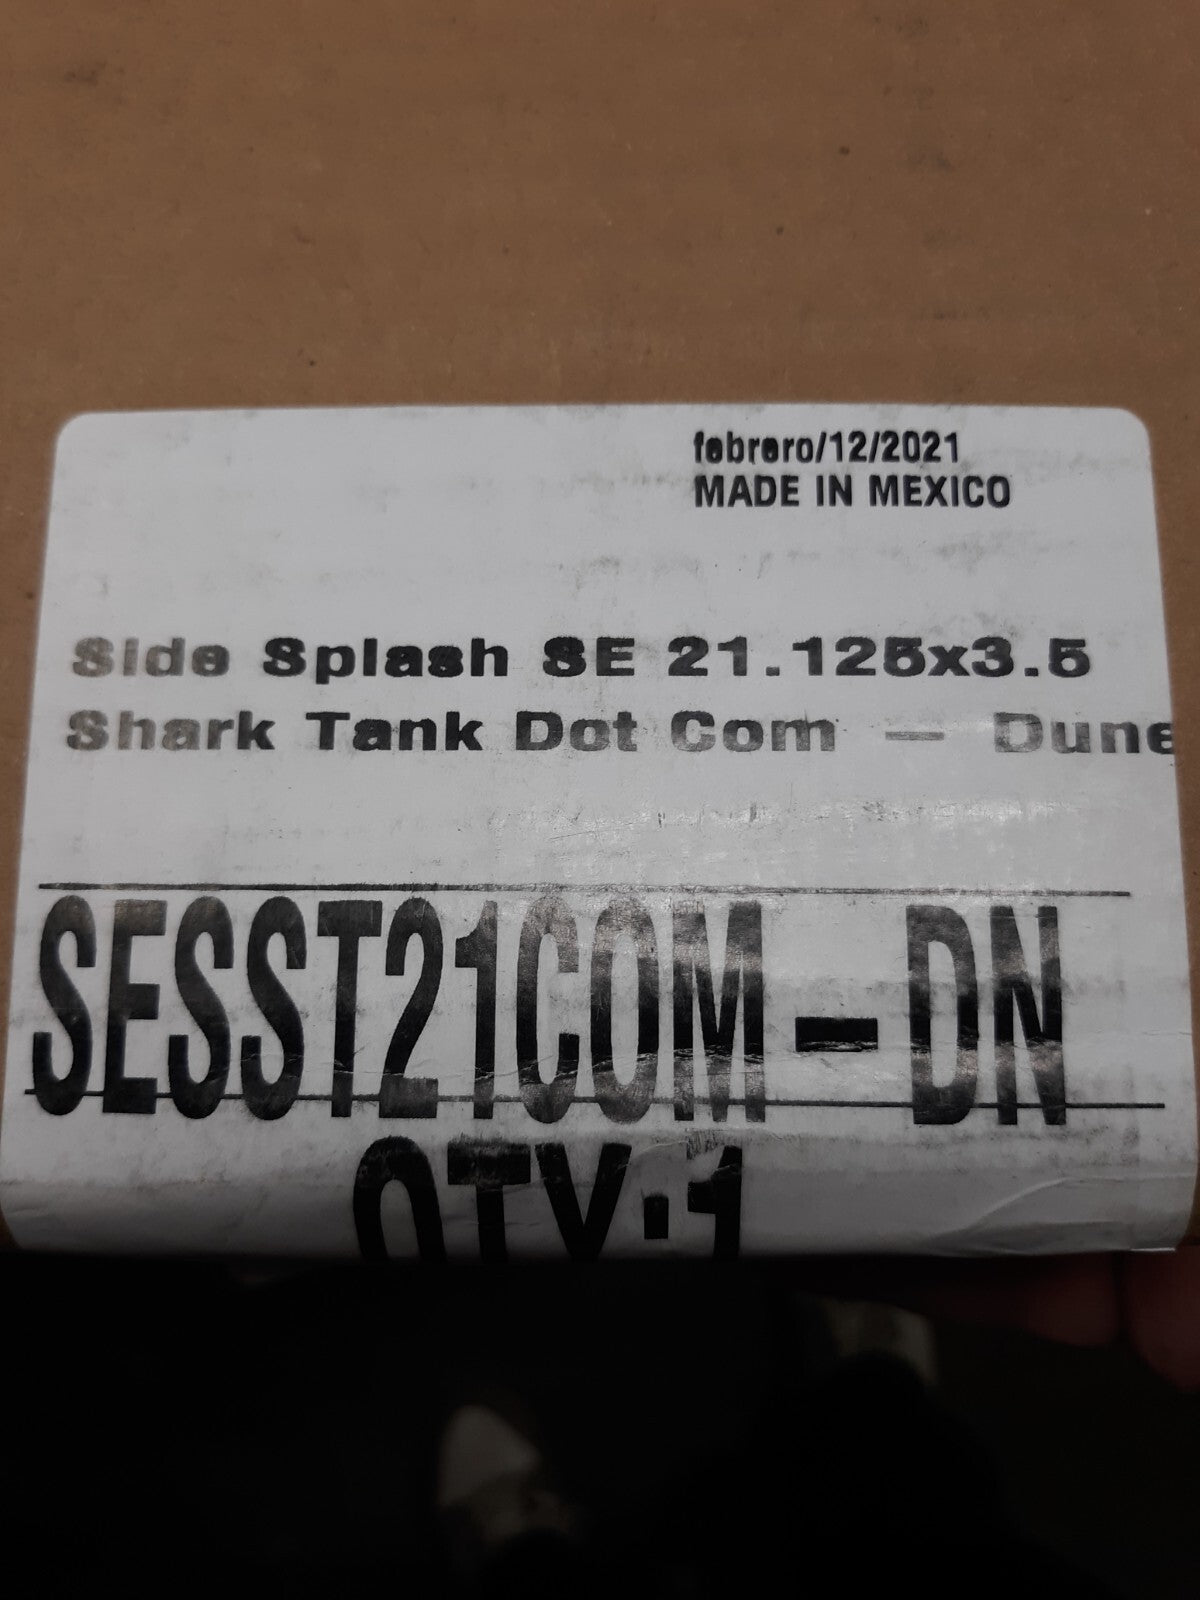 febrero/12/2021
MADE IN MEXICO
Side Splash SE 21.125x3.5
Shark Tank Dot Com – Dune
SESST21COM-DN
QTY:1